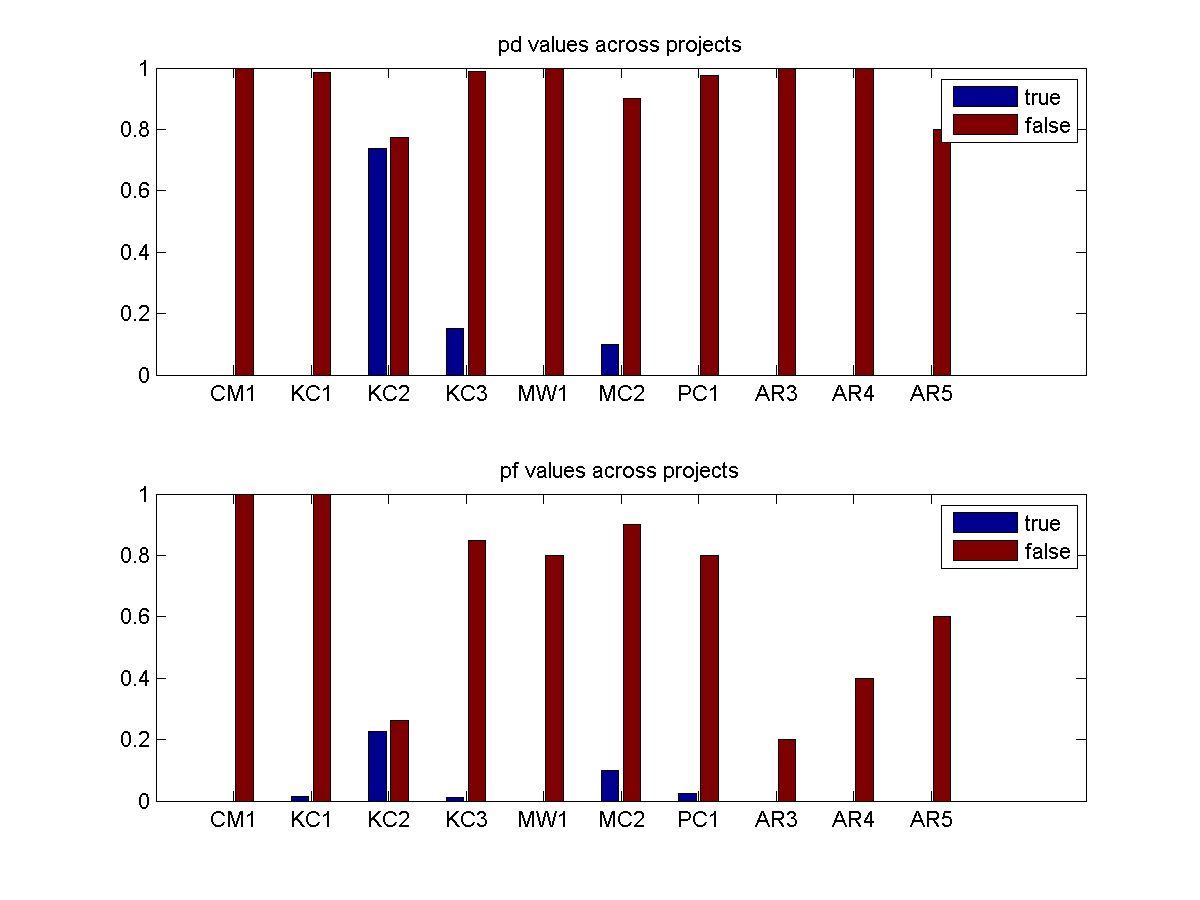 pd values across projects
1
0.8
0.6
0.4
0.2
0
true
false
CM1 KC1 KC2 KC3 MW1 MC2 PC1 AR3 AR4 AR5
pf values across projects
1
0.8
0.6
0.4
0.2
0
true
false
CM1 KC1 KC2 KC3 MW1 MC2 PC1 AR3 AR4 AR5